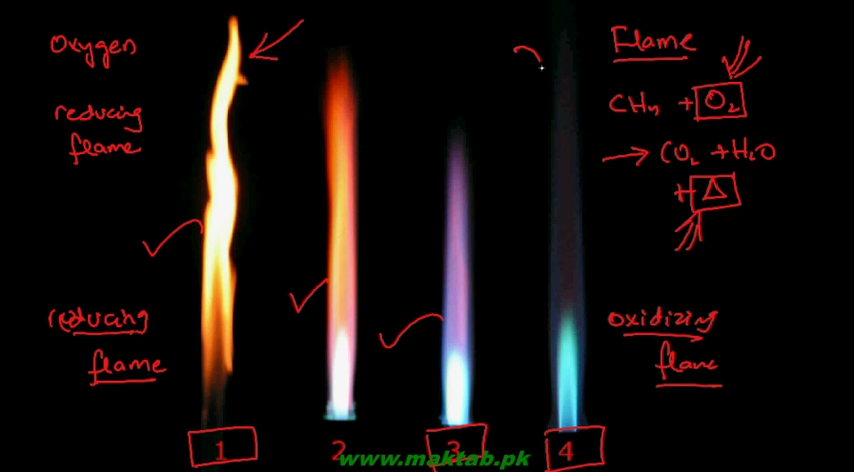 Oxygen
reducing
flame
reducing
flame
Flame
CH4 + O2
→ CO2 + H2O
+ Δ
oxidizing
flame
1 2 3 4
www.maktab.pk